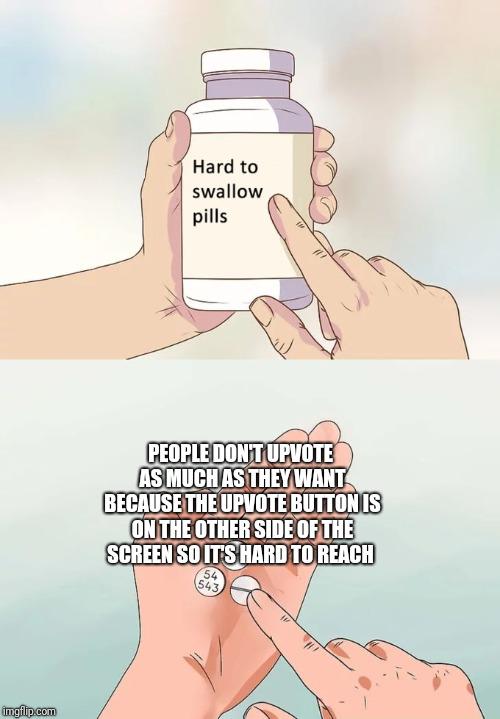 Hard to
swallow
pills
PEOPLE DON'T UPVOTE
AS MUCH AS THEY WANT
BECAUSE THE UPVOTE BUTTON IS
ON THE OTHER SIDE OF THE
SCREEN SO IT'S HARD TO REACH
54
543
imgflip.com